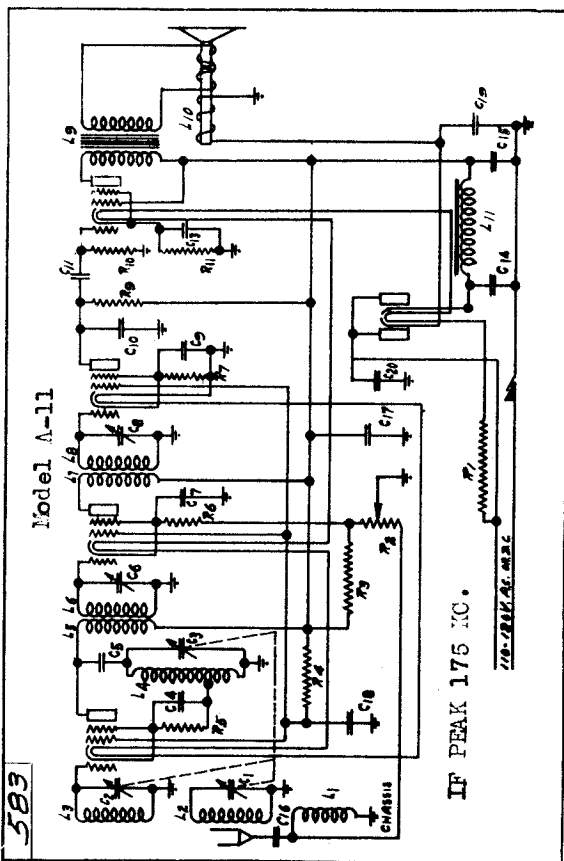 583
Model A-11
IF PEAK 175 KC.
L9
L10
C19
C15
L11
C14
C13
R11
R10
C11
R9
C10
C20
C9
R7
C8
L8
L7
C17
R1
C7
R6
R2
C6
R3
L6
L5
C5
C3
L4
C4
R4
R5
C18
C2
L3
C1
L2
C16
L1
CHASSIS
110-120V. A.C. OR D.C.